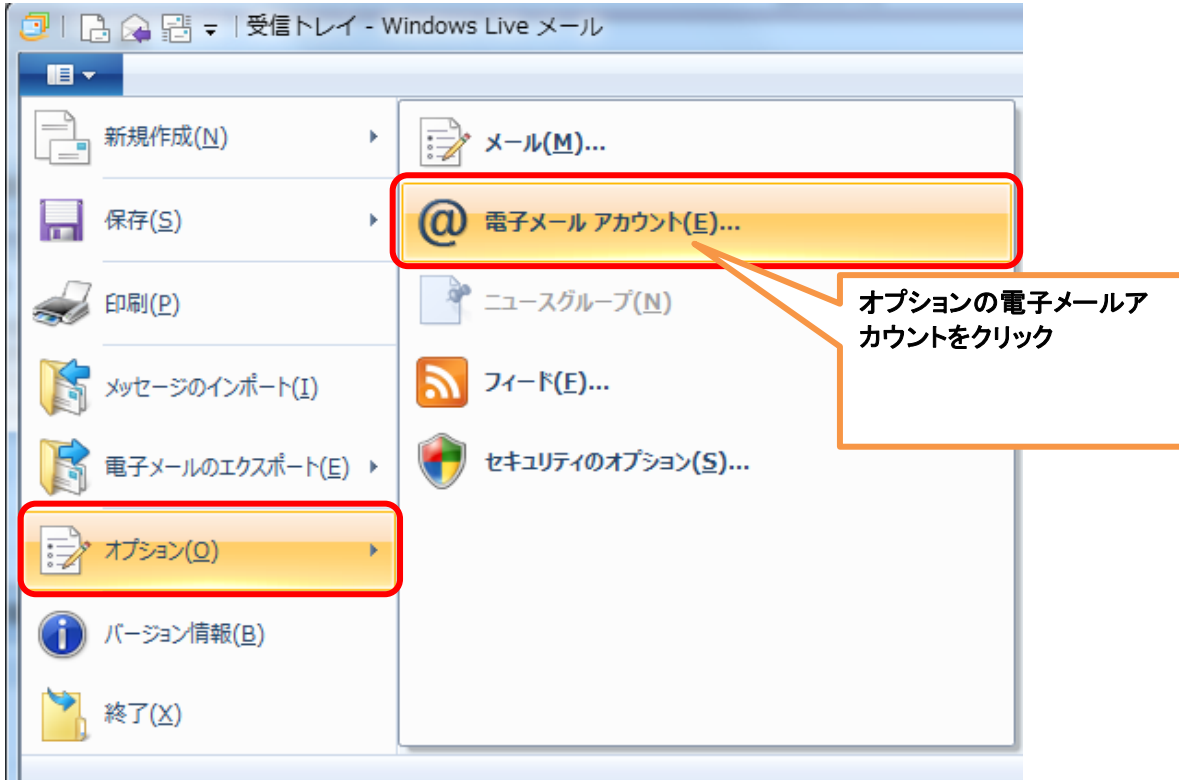 受信トレイ - Windows Live メール
新規作成(N)
保存(S)
印刷(P)
メッセージのインポート(I)
電子メールのエクスポート(E)
オプション(O)
バージョン情報(B)
終了(X)
メール(M)...
電子メール アカウント(E)...
ニュースグループ(N)
フィード(F)...
セキュリティのオプション(S)...
オプションの電子メールア
カウントをクリック